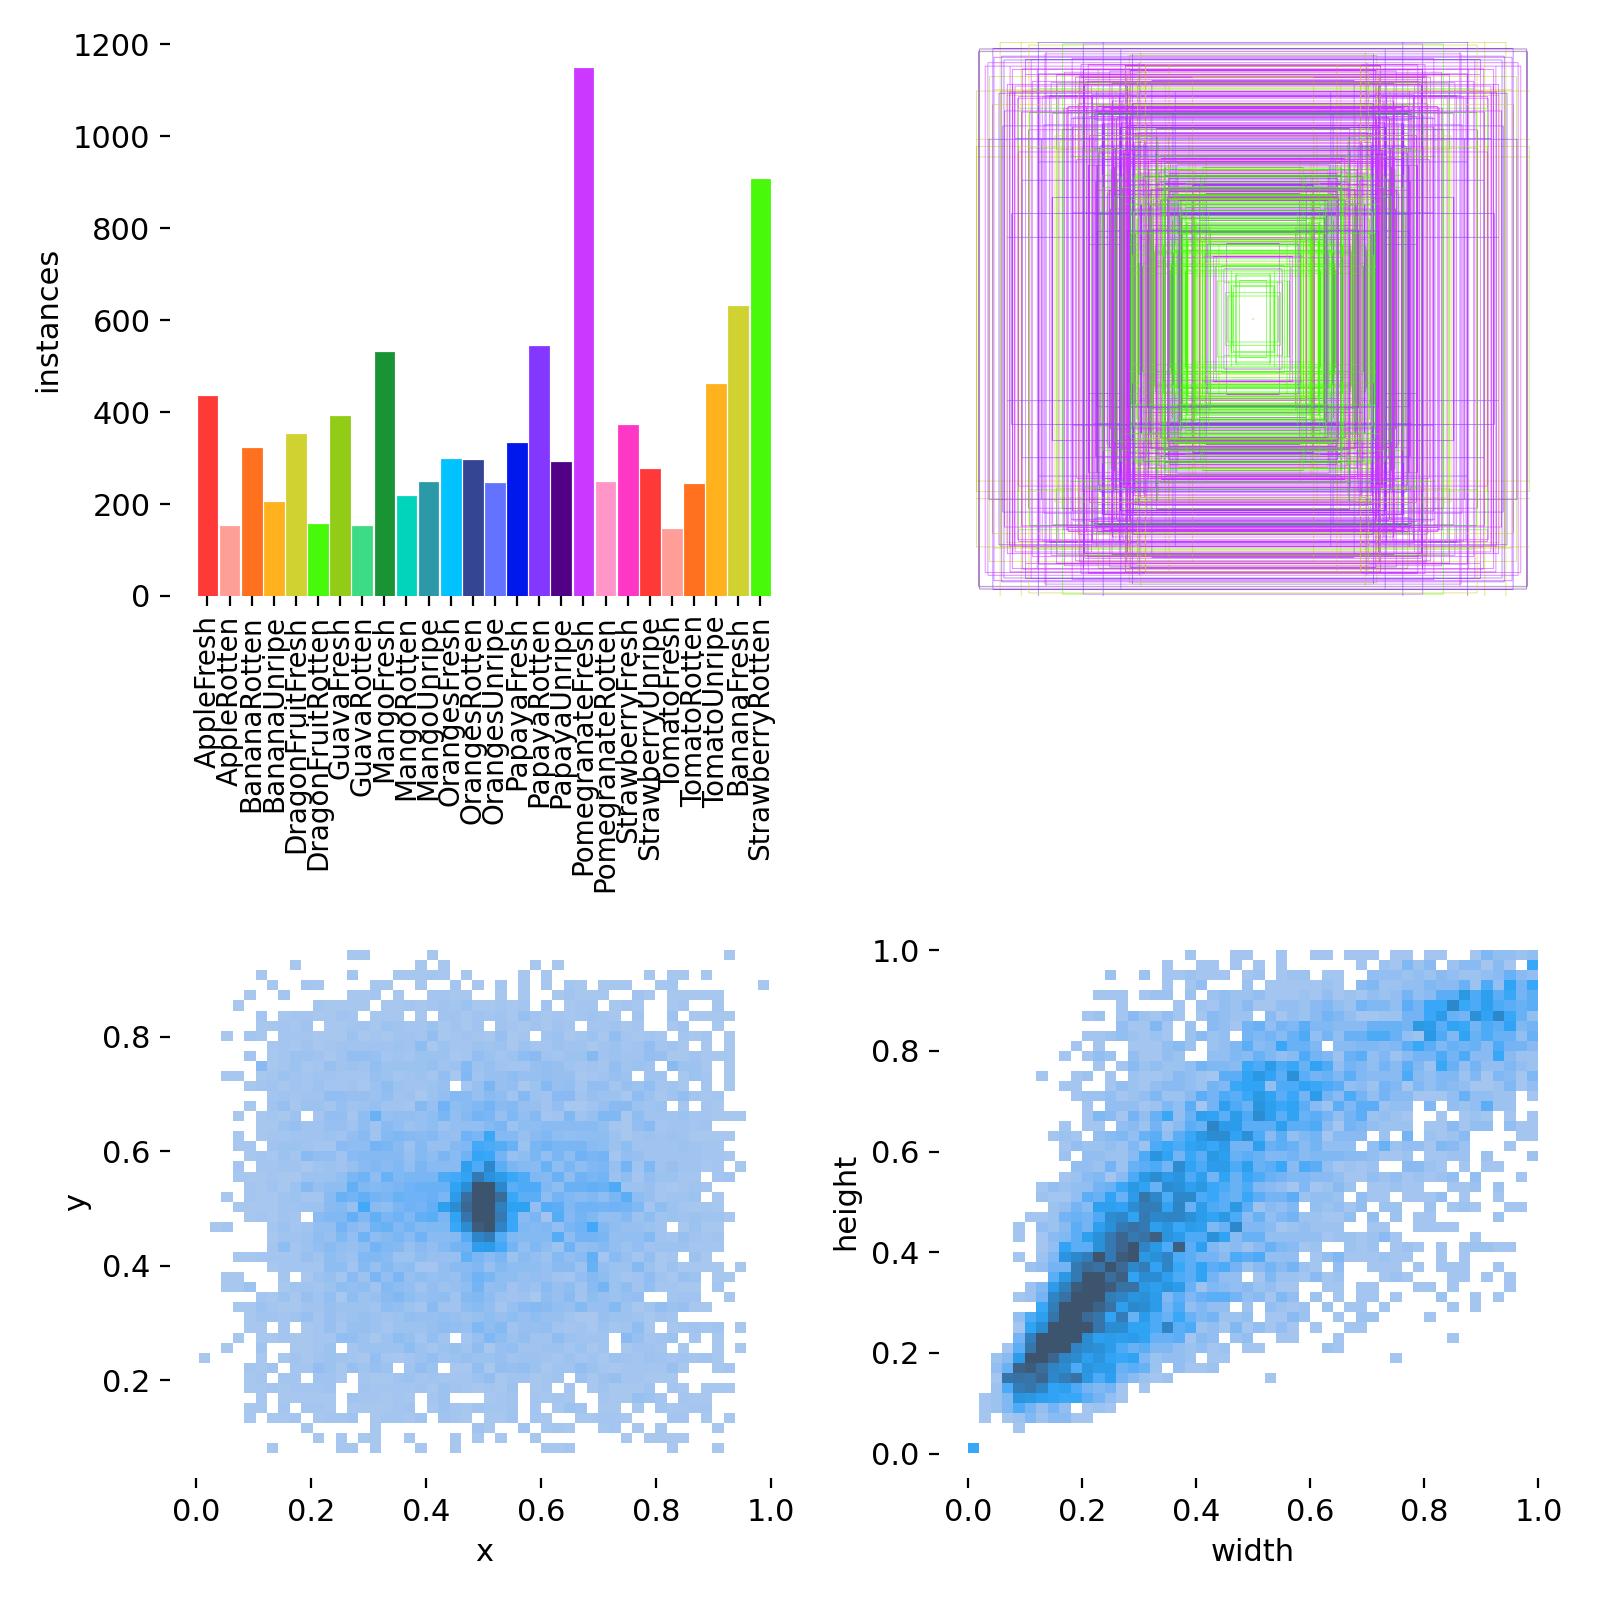 1200
1000
800
600
400
200
0
instances
AppleFresh
AppleRotten
BananaRotten
BananaUnripe
DragonFruitFresh
DragonFruitRotten
GuavaFresh
GuavaRotten
MangoFresh
MangoRotten
MangoUnripe
OrangesFresh
OrangesRotten
OrangesUnripe
PapayaFresh
PapayaRotten
PapayaUnripe
PomegranateFresh
PomegranateRotten
StrawberryFresh
StrawberryUnripe
TomatoFresh
TomatoRotten
TomatoUnripe
BananaFresh
StrawberryRotten
0.8
0.6
0.4
0.2
y
0.0 0.2 0.4 0.6 0.8 1.0
x
1.0
0.8
0.6
0.4
0.2
0.0
height
0.0 0.2 0.4 0.6 0.8 1.0
width